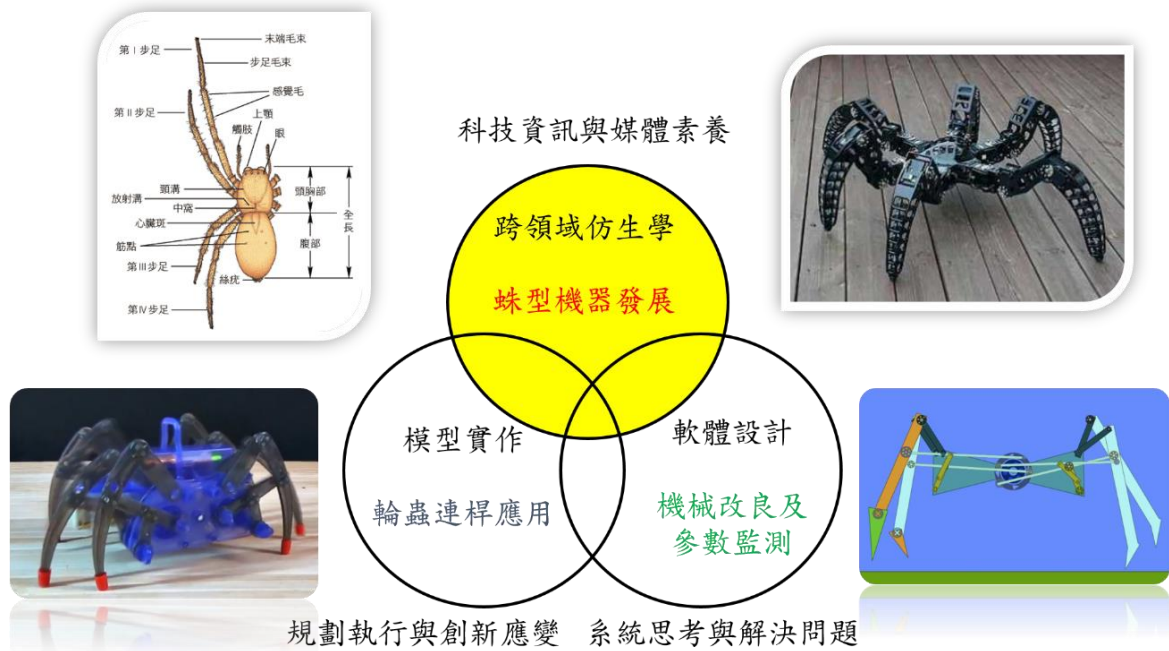 末端毛束
第Ⅰ步足
步足毛束
感覺毛
第Ⅱ步足
上顎
觸肢
眼
頸溝
放射溝
中窩
心臟斑
筋點
第Ⅲ步足
絲疣
第Ⅳ步足
頭胸部
腹部
全長
科技資訊與媒體素養
跨領域仿生學
蛛型機器發展
模型實作
輪蟲連桿應用
軟體設計
機械改良及
參數監測
規劃執行與創新應變 系統思考與解決問題